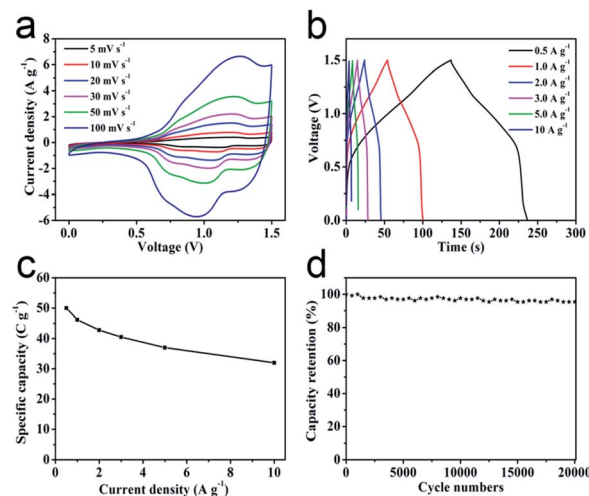 a
5 mV s⁻¹
10 mV s⁻¹
20 mV s⁻¹
30 mV s⁻¹
50 mV s⁻¹
100 mV s⁻¹
8
6
4
2
0
-2
-4
-6
0.0
0.5
1.0
1.5
Current density (A g⁻¹)
Voltage (V)
b
0.5 A g⁻¹
1.0 A g⁻¹
2.0 A g⁻¹
3.0 A g⁻¹
5.0 A g⁻¹
10 A g⁻¹
2.0
1.5
1.0
0.5
0.0
0
50
100
150
200
250
300
Voltage (V)
Time (s)
c
60
50
40
30
20
10
0
0
2
4
6
8
10
Specific capacity (C g⁻¹)
Current density (A g⁻¹)
d
120
100
80
60
40
20
0
0
5000
10000
15000
20000
Capacity retention (%)
Cycle numbers